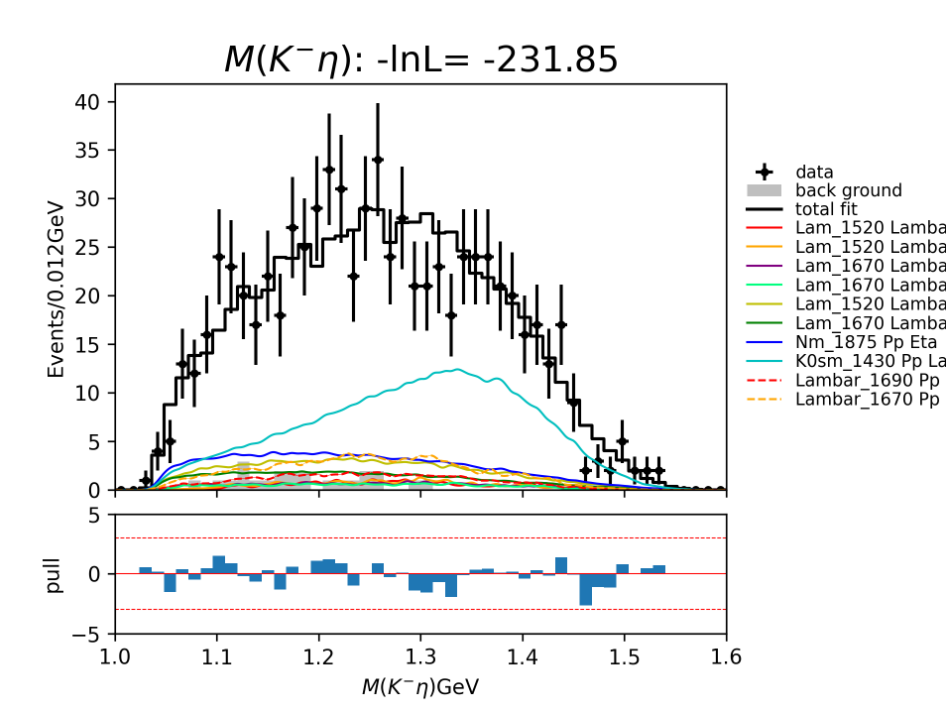 M(K⁻η): -lnL= -231.85
40
35
30
25
20
15
10
5
0
Events/0.012GeV
data
back ground
total fit
Lam_1520 Lamba
Lam_1520 Lamba
Lam_1670 Lamba
Lam_1670 Lamba
Lam_1520 Lamba
Lam_1670 Lamba
Nm_1875 Pp Eta
K0sm_1430 Pp La
Lambar_1690 Pp
Lambar_1670 Pp
5
0
−5
pull
1.0 1.1 1.2 1.3 1.4 1.5 1.6
M(K⁻η)GeV